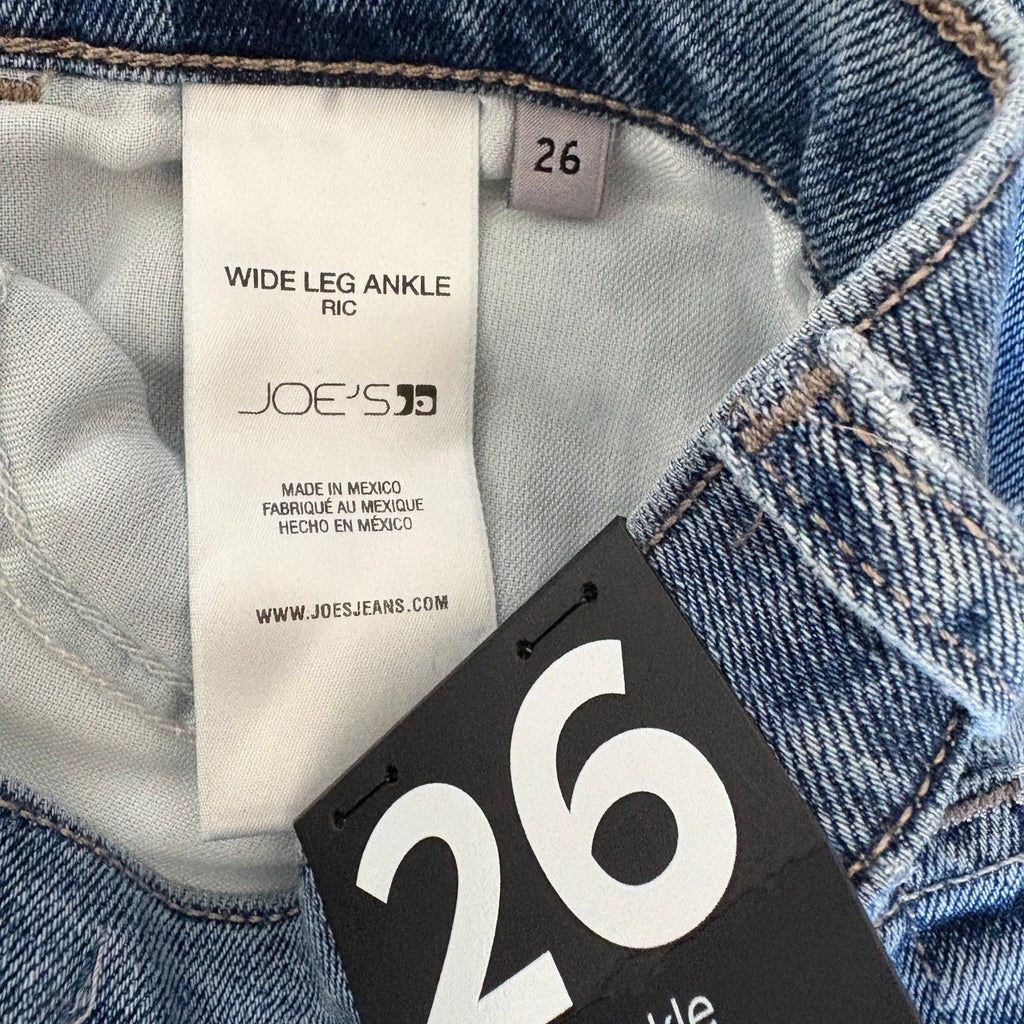 26
WIDE LEG ANKLE
RIC
JOE'S
MADE IN MEXICO
FABRIQUÉ AU MEXIQUE
HECHO EN MÉXICO
WWW.JOESJEANS.COM
26